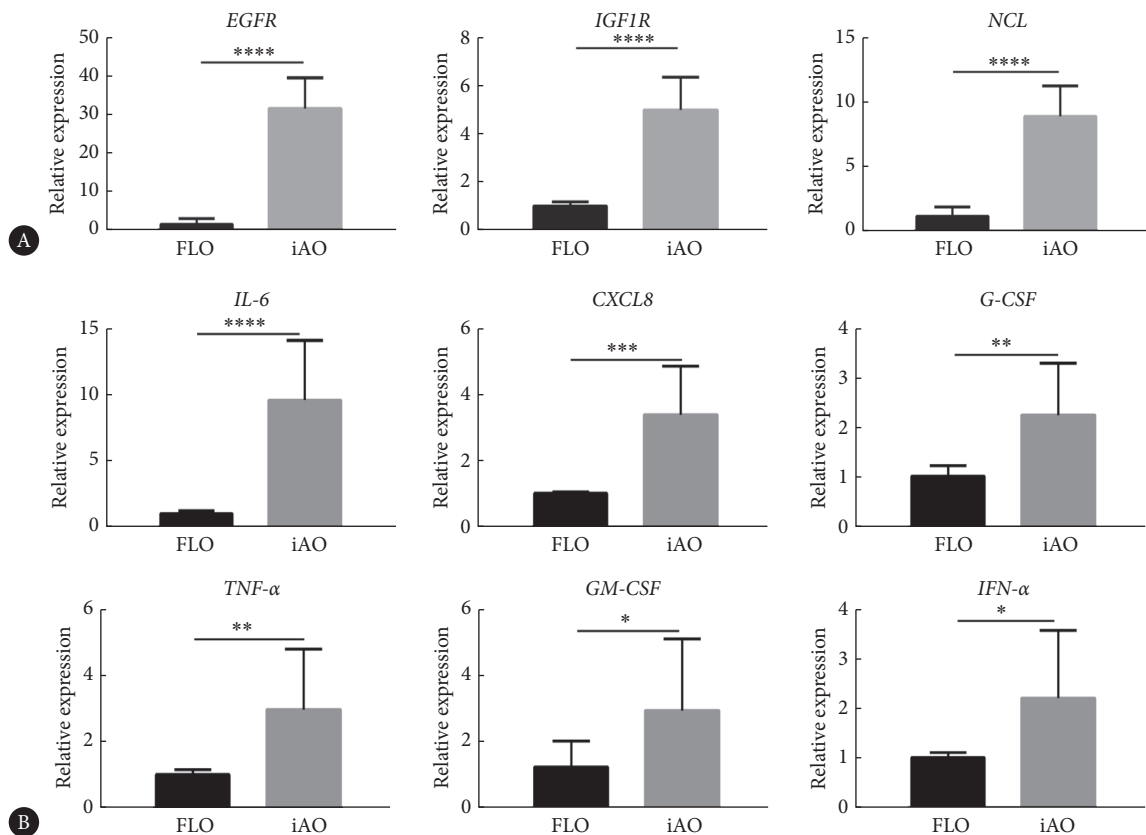 EGFR
IGF1R
NCL
Relative expression
50
40
30
20
10
0
****
FLO
iAO
Relative expression
8
6
4
2
0
****
FLO
iAO
Relative expression
15
10
5
0
****
FLO
iAO
A
IL-6
CXCL8
G-CSF
Relative expression
15
10
5
0
****
FLO
iAO
Relative expression
6
4
2
0
***
FLO
iAO
Relative expression
4
3
2
1
0
**
FLO
iAO
TNF-α
GM-CSF
IFN-α
Relative expression
6
4
2
0
**
FLO
iAO
Relative expression
6
4
2
0
*
FLO
iAO
Relative expression
4
3
2
1
0
*
FLO
iAO
B